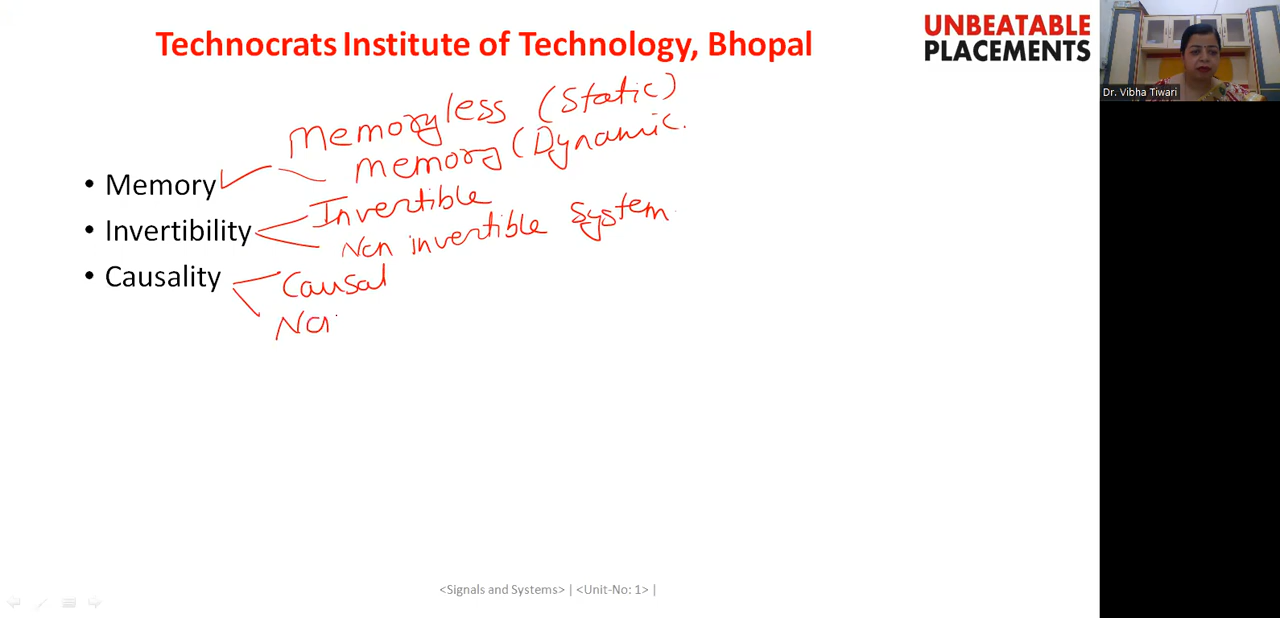 Technocrats Institute of Technology, Bhopal
UNBEATABLE
PLACEMENTS
Dr. Vibha Tiwari
Memoryless (Static)
• Memory Memory (Dynamic.
Invertible
• Invertibility Non invertible System
• Causality Causal
Non
<Signals and Systems> | <Unit-No: 1> |